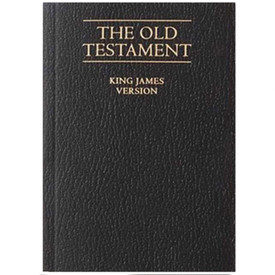 THE OLD
TESTAMENT
KING JAMES
VERSION